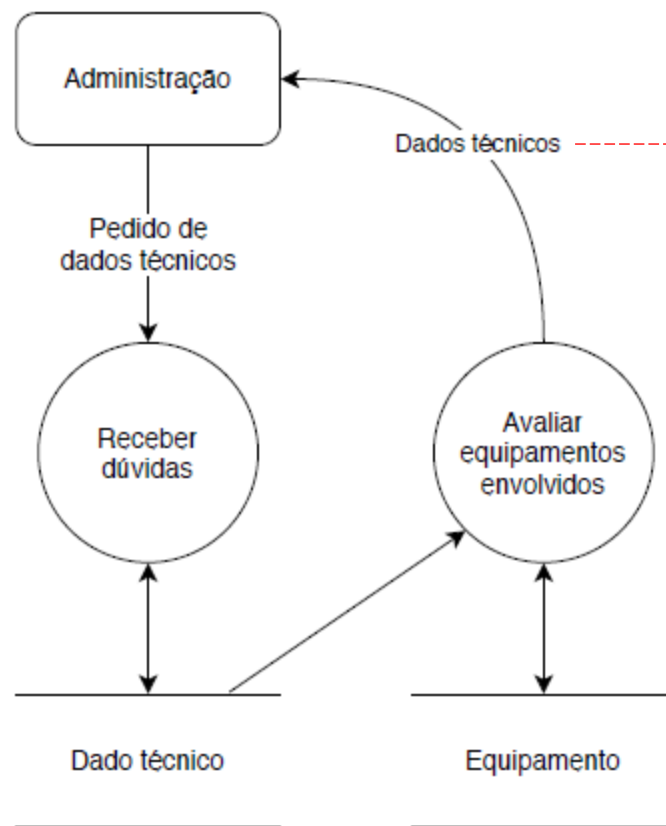 Administração
Dados técnicos
Pedido de
dados técnicos
Receber
dúvidas
Avaliar
equipamentos
envolvidos
Dado técnico
Equipamento